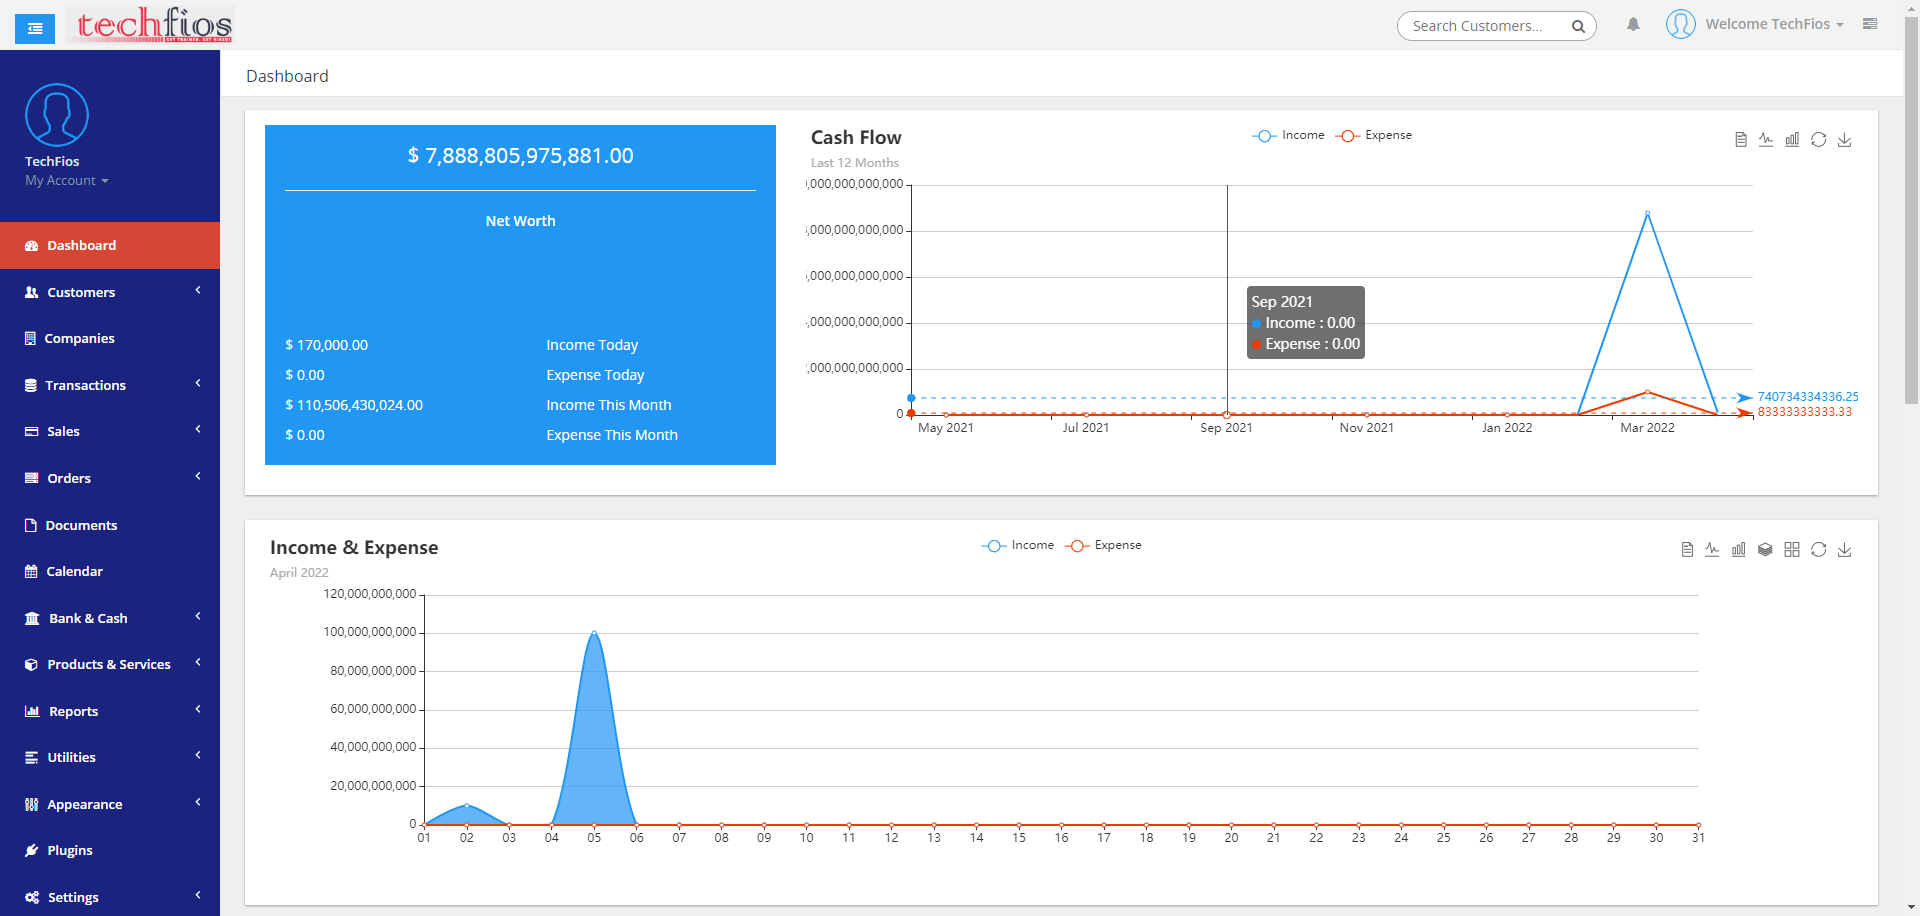 techfios
Search Customers...
Welcome TechFios
TechFios
My Account
Dashboard
Customers
Companies
Transactions
Sales
Orders
Documents
Calendar
Bank & Cash
Products & Services
Reports
Utilities
Appearance
Plugins
Settings
Dashboard
$ 7,888,805,975,881.00
Net Worth
$ 170,000.00 Income Today
$ 0.00 Expense Today
$ 110,506,430,024.00 Income This Month
$ 0.00 Expense This Month
Cash Flow
Last 12 Months
Income Expense
,000,000,000,000
,000,000,000,000
,000,000,000,000
,000,000,000,000
,000,000,000,000
0
Sep 2021
Income : 0.00
Expense : 0.00
740734334336.25
83333333333.33
May 2021 Jul 2021 Sep 2021 Nov 2021 Jan 2022 Mar 2022
Income & Expense
April 2022
Income Expense
120,000,000,000
100,000,000,000
80,000,000,000
60,000,000,000
40,000,000,000
20,000,000,000
0
01 02 03 04 05 06 07 08 09 10 11 12 13 14 15 16 17 18 19 20 21 22 23 24 25 26 27 28 29 30 31